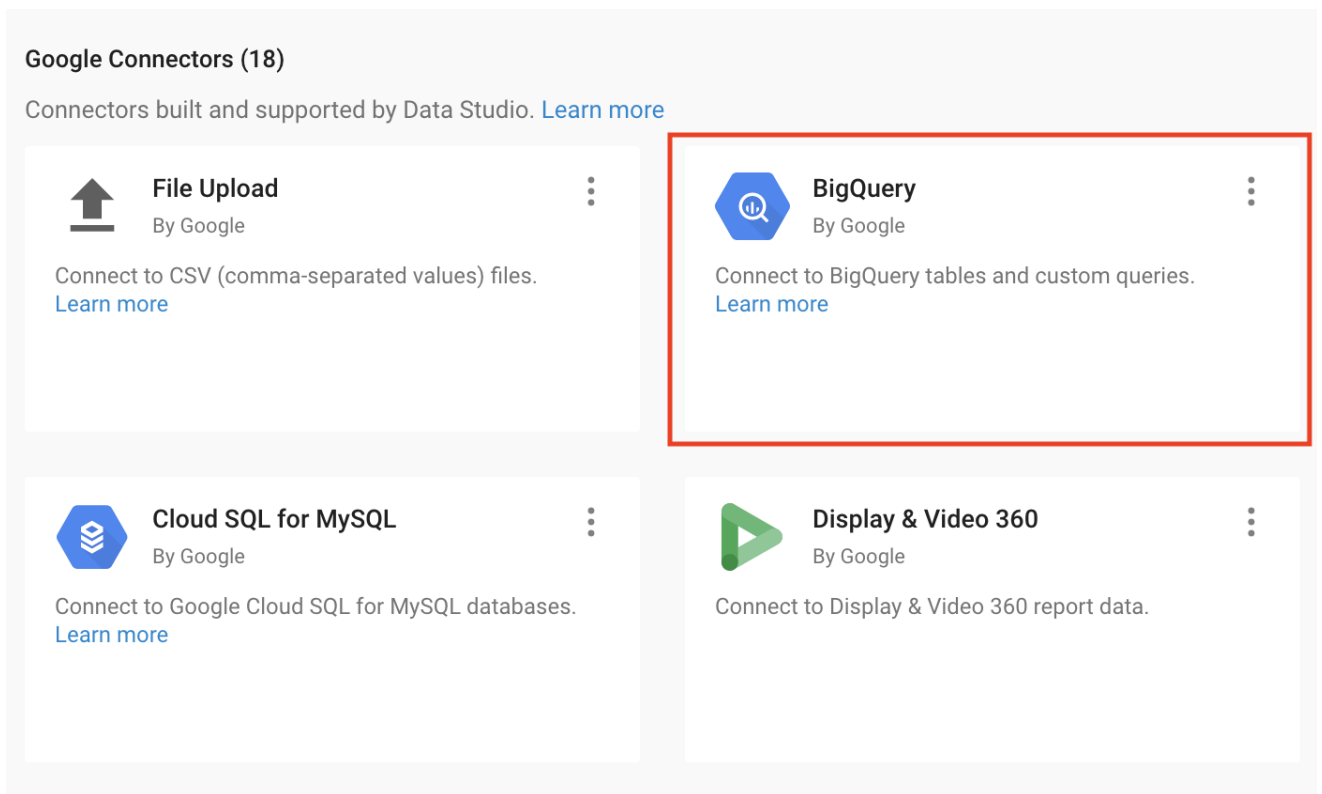 Google Connectors (18)
Connectors built and supported by Data Studio. Learn more
File Upload
By Google
Connect to CSV (comma-separated values) files.
Learn more
BigQuery
By Google
Connect to BigQuery tables and custom queries.
Learn more
Cloud SQL for MySQL
By Google
Connect to Google Cloud SQL for MySQL databases.
Learn more
Display & Video 360
By Google
Connect to Display & Video 360 report data.